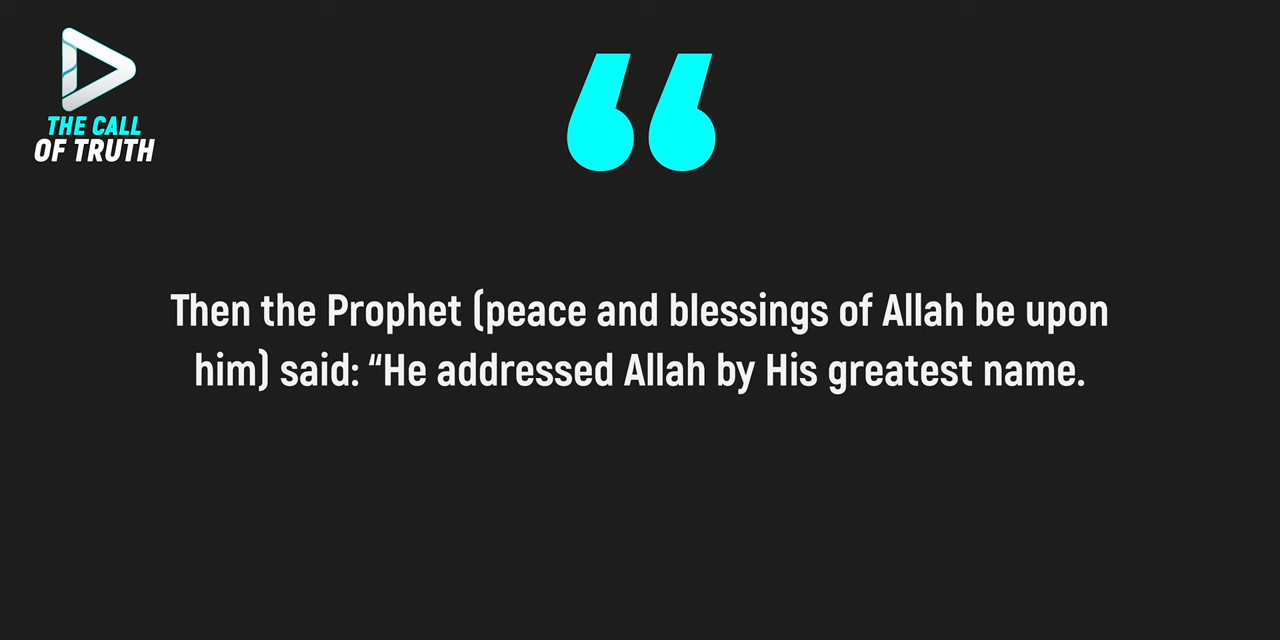 THE CALL
OF TRUTH
“
Then the Prophet (peace and blessings of Allah be upon
him) said: “He addressed Allah by His greatest name.